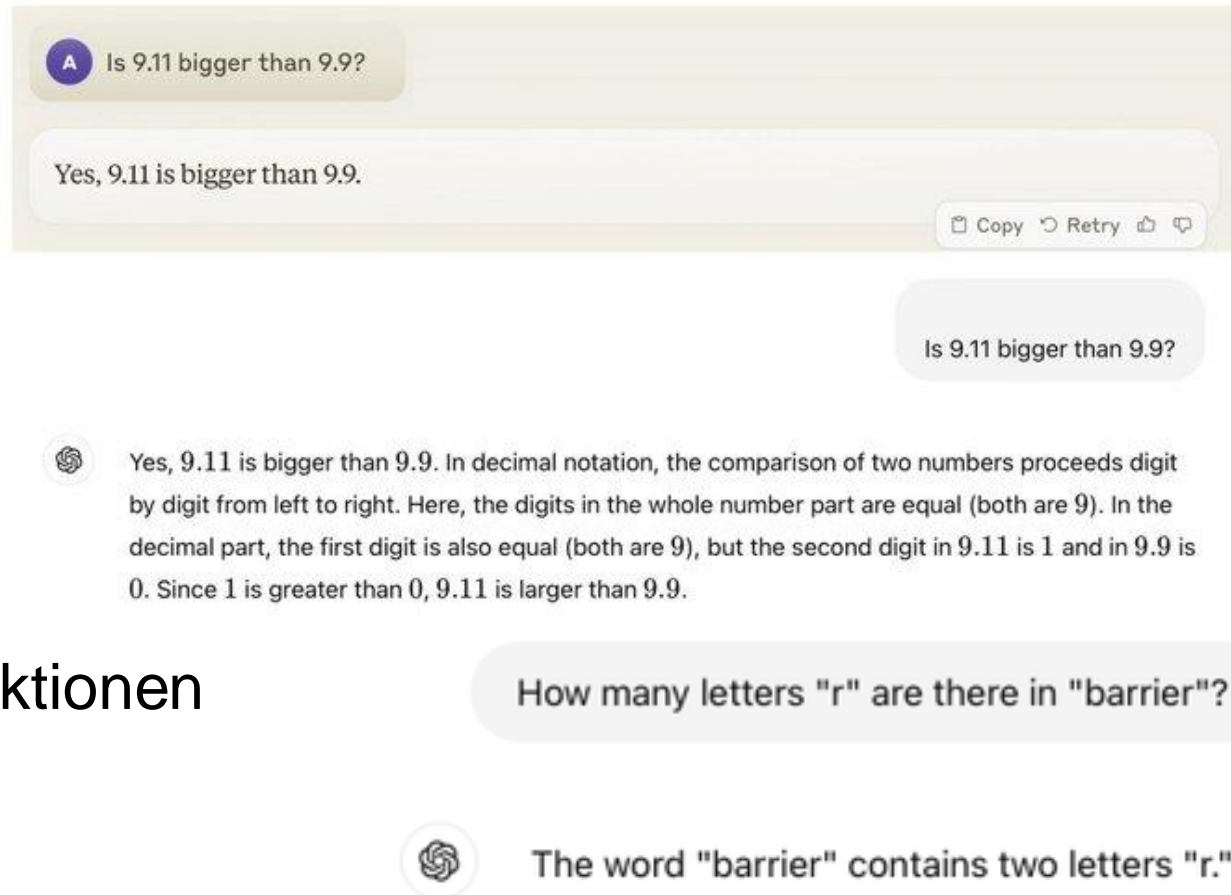 A Is 9.11 bigger than 9.9?
Yes, 9.11 is bigger than 9.9.
Copy Retry
Is 9.11 bigger than 9.9?
Yes, 9.11 is bigger than 9.9. In decimal notation, the comparison of two numbers proceeds digit
by digit from left to right. Here, the digits in the whole number part are equal (both are 9). In the
decimal part, the first digit is also equal (both are 9), but the second digit in 9.11 is 1 and in 9.9 is
0. Since 1 is greater than 0, 9.11 is larger than 9.9.
ktionen
How many letters "r" are there in "barrier"?
The word "barrier" contains two letters "r."